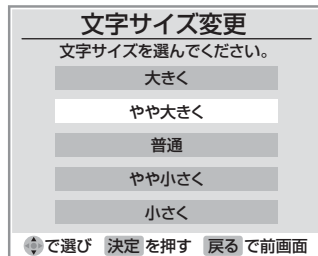 文字サイズ変更
文字サイズを選んでください。
大きく
やや大きく
普通
やや小さく
小さく
で選び 決定 を押す 戻る で前画面